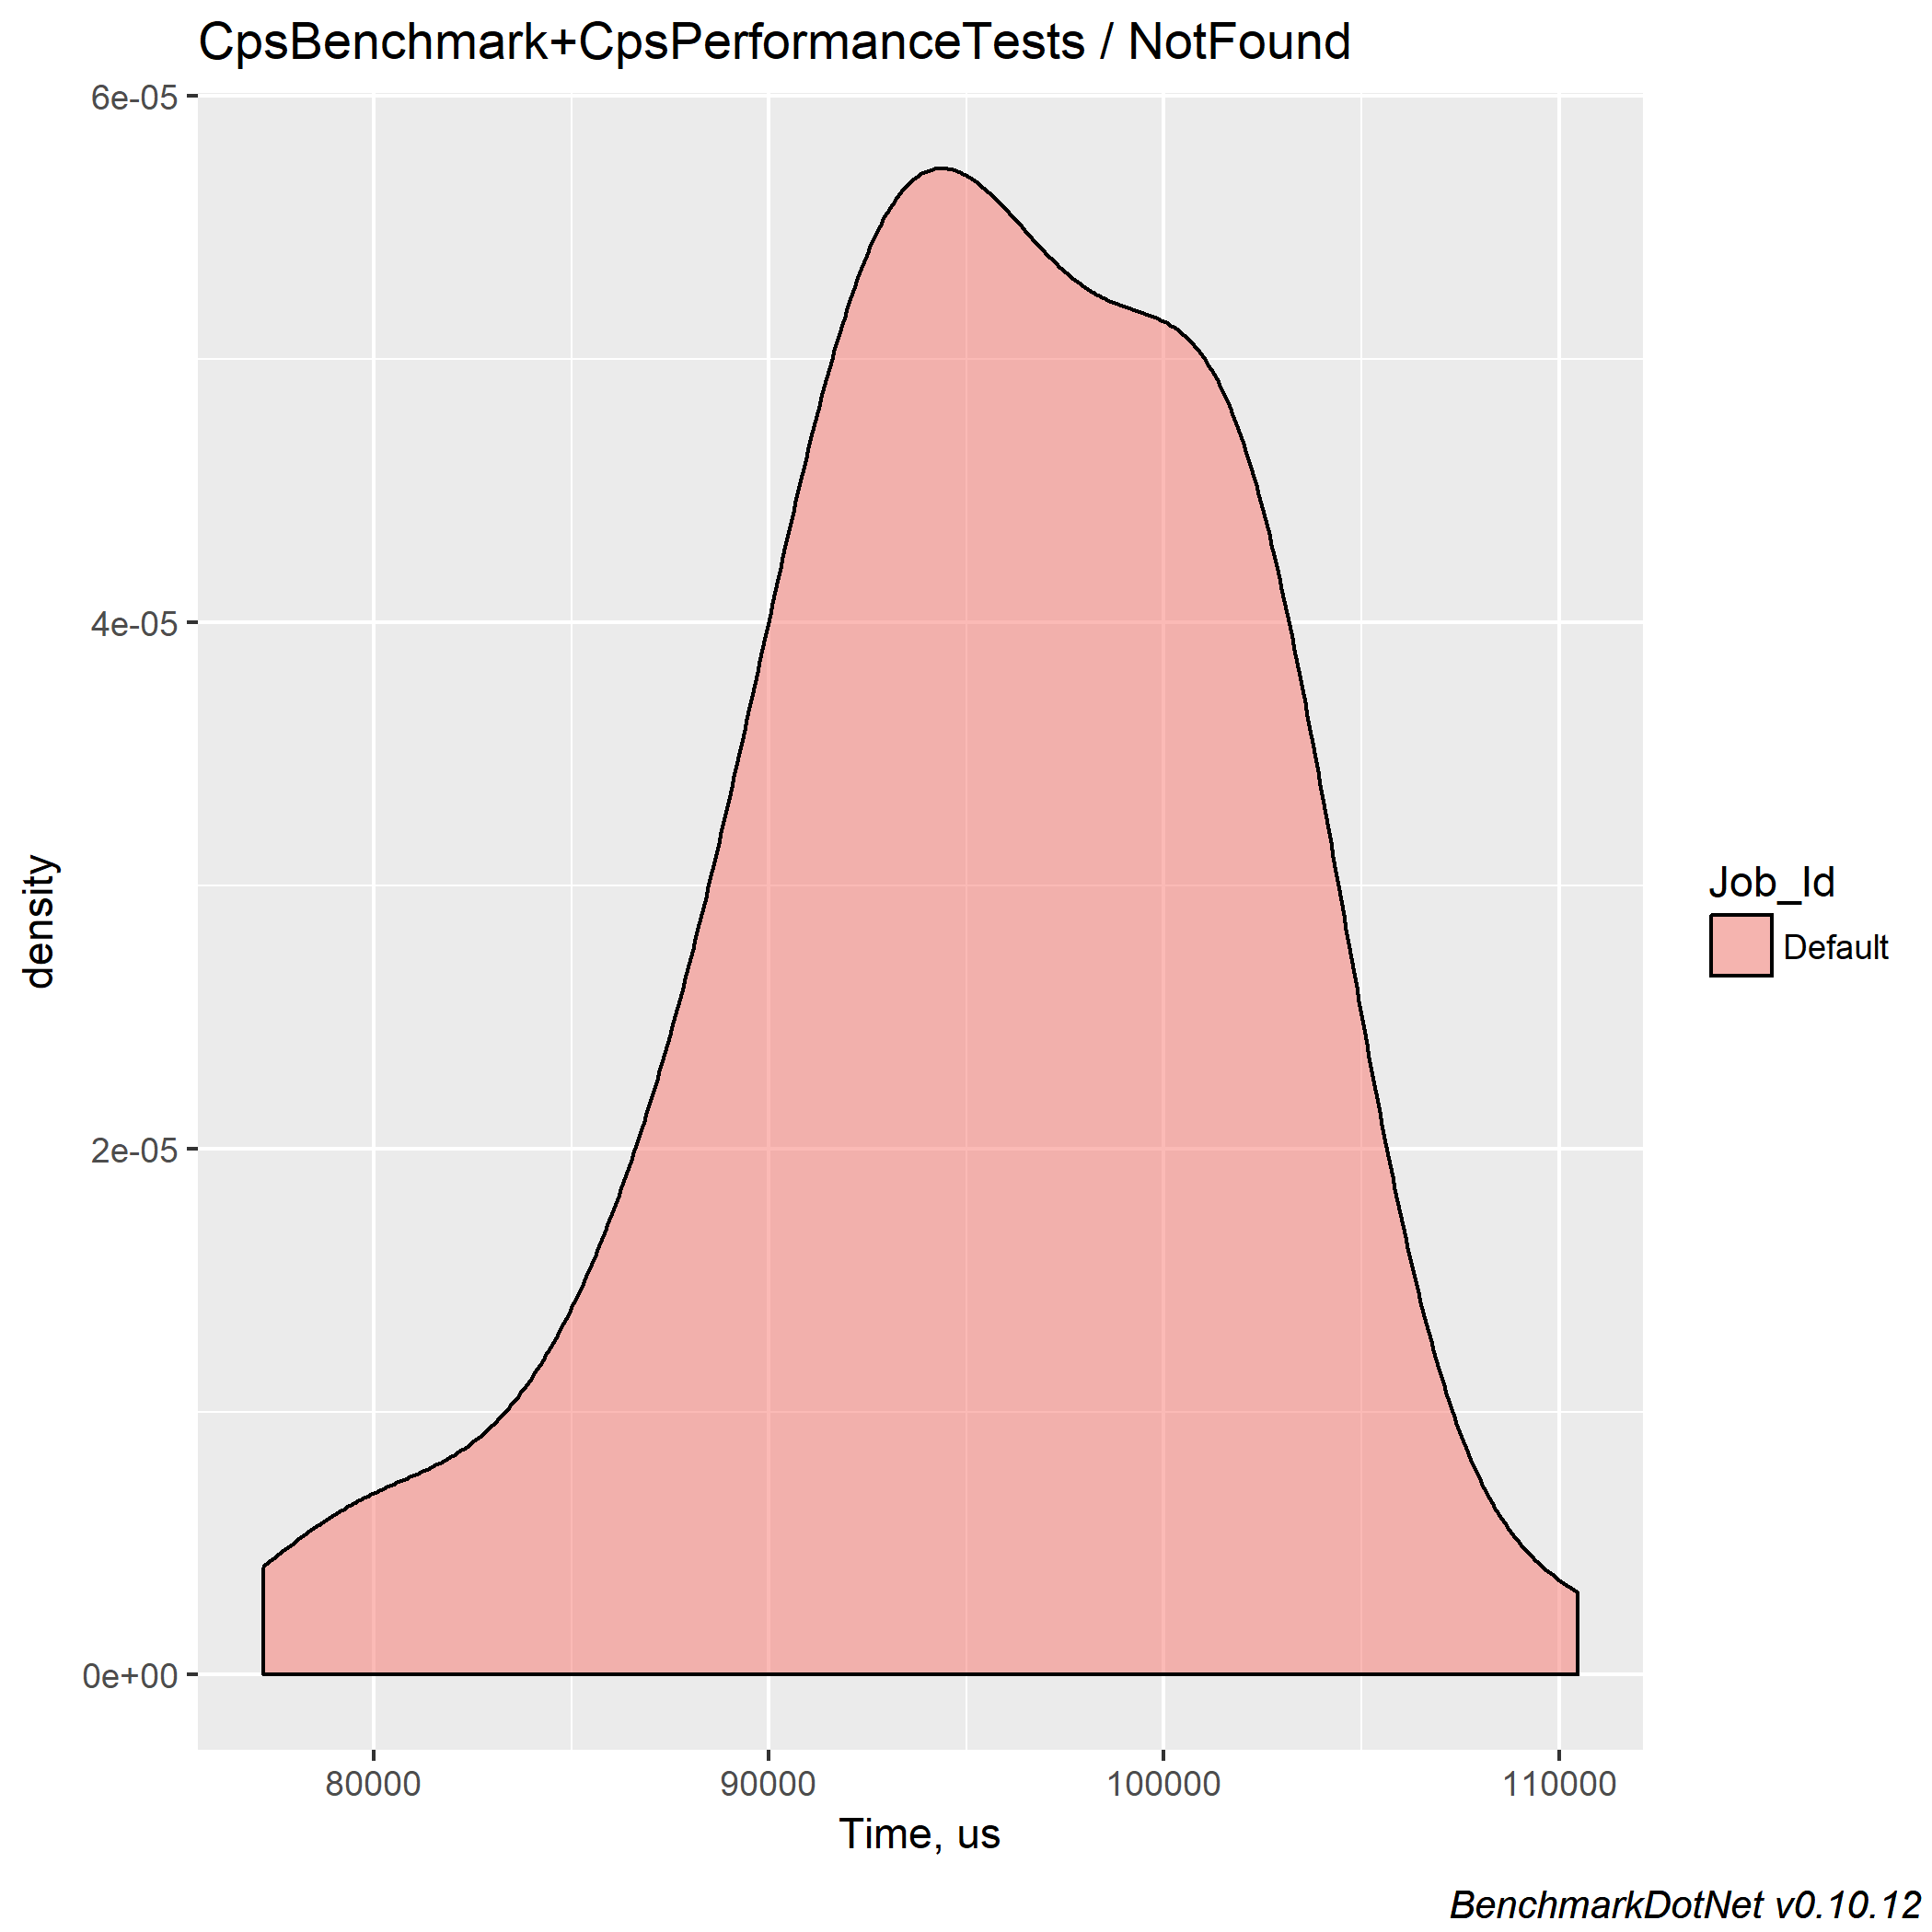 CpsBenchmark+CpsPerformanceTests / NotFound
6e-05
4e-05
2e-05
0e+00
density
80000 90000 100000 110000
Time, us
Job_Id
Default
BenchmarkDotNet v0.10.12